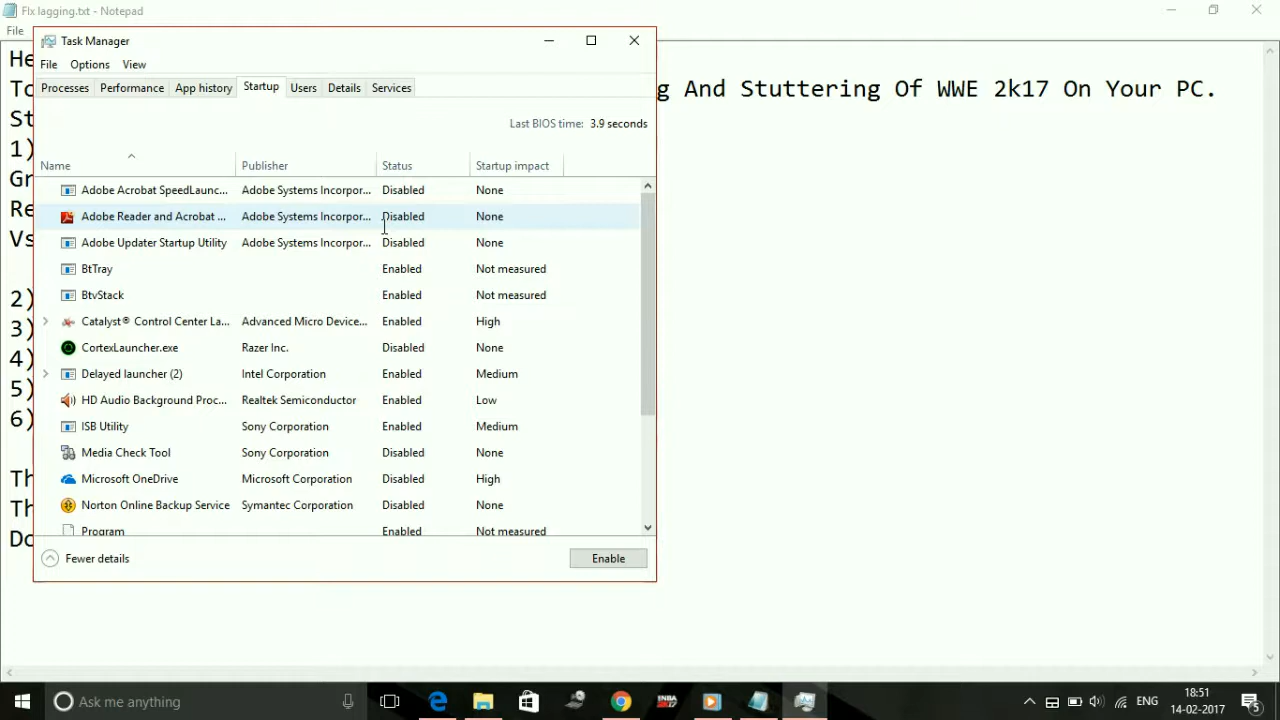 Flx lagging.txt - Notepad
File
He
To
g And Stuttering Of WWE 2k17 On Your PC.
St
1)
Gr
Re
Vs
2)
3)
4)
5)
6)
Th
Th
Do
Task Manager
File Options View
Processes Performance App history Startup Users Details Services
Last BIOS time: 3.9 seconds
Name Publisher Status Startup impact
Adobe Acrobat SpeedLaunc... Adobe Systems Incorpor... Disabled None
Adobe Reader and Acrobat ... Adobe Systems Incorpor... Disabled None
Adobe Updater Startup Utility Adobe Systems Incorpor... Disabled None
BtTray Enabled Not measured
BtvStack Enabled Not measured
Catalyst® Control Center La... Advanced Micro Device... Enabled High
CortexLauncher.exe Razer Inc. Disabled None
Delayed launcher (2) Intel Corporation Enabled Medium
HD Audio Background Proc... Realtek Semiconductor Enabled Low
ISB Utility Sony Corporation Enabled Medium
Media Check Tool Sony Corporation Disabled None
Microsoft OneDrive Microsoft Corporation Disabled High
Norton Online Backup Service Symantec Corporation Disabled None
Program Enabled Not measured
Fewer details Enable
Ask me anything
NBA 2K17
ENG
18:51
14-02-2017
5